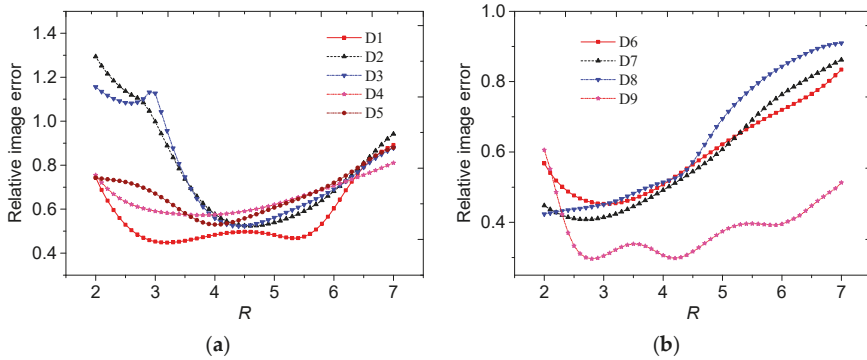 Relative image error
1.4
1.2
1.0
0.8
0.6
0.4
D1
D2
D3
D4
D5
2 3 4 5 6 7
R
(a)
Relative image error
1.0
0.8
0.6
0.4
D6
D7
D8
D9
2 3 4 5 6 7
R
(b)